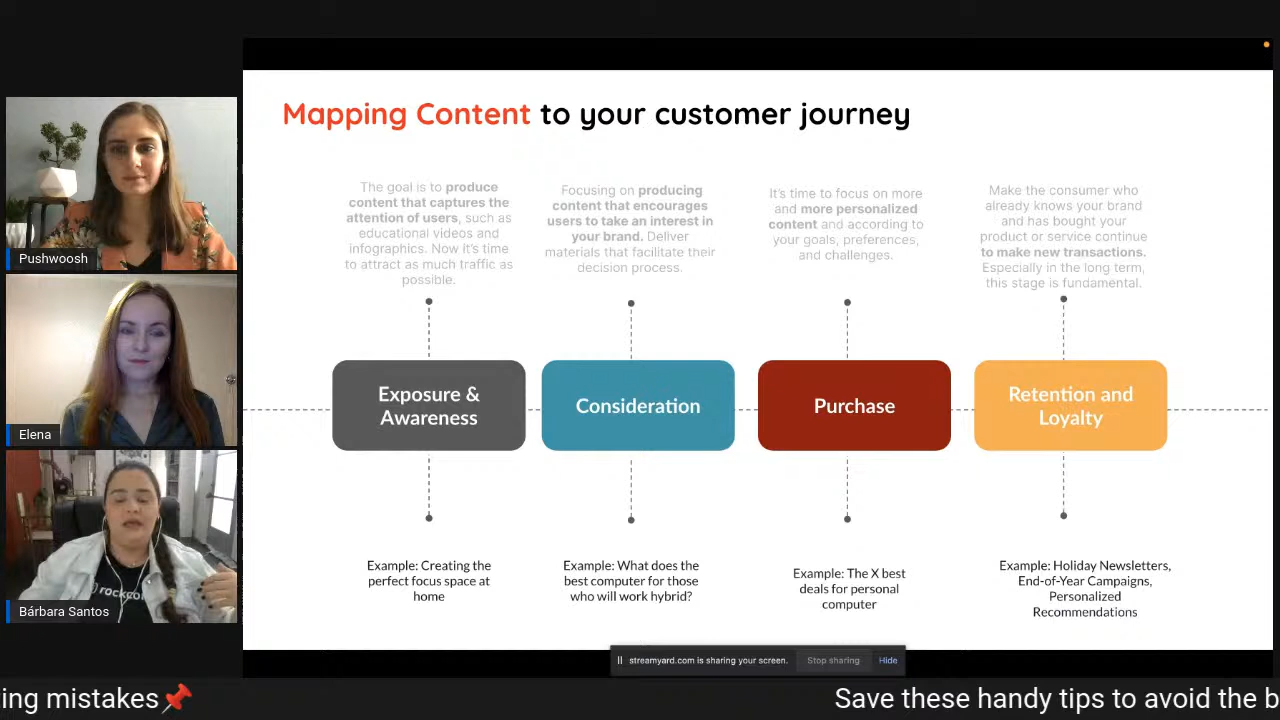 Mapping Content to your customer journey
The goal is to produce
content that captures the
attention of users, such as
educational videos and
infographics. Now it's time
to attract as much traffic as
possible.
Focusing on producing
content that encourages
users to take an interest in
your brand. Deliver
materials that facilitate their
decision process.
It's time to focus on more
and more personalized
content and according to
your goals, preferences,
and challenges.
Make the consumer who
already knows your brand
and has bought your
product or service continue
to make new transactions.
Especially in the long term,
this stage is fundamental.
Exposure &
Awareness
Consideration
Purchase
Retention and
Loyalty
Example: Creating the
perfect focus space at
home
Example: What does the
best computer for those
who will work hybrid?
Example: The X best
deals for personal
computer
Example: Holiday Newsletters,
End-of-Year Campaigns,
Personalized
Recommendations
Pushwoosh
Elena
Bárbara Santos
streamyard.com is sharing your screen.
Stop sharing
Hide
ing mistakes📌
Save these handy tips to avoid the b